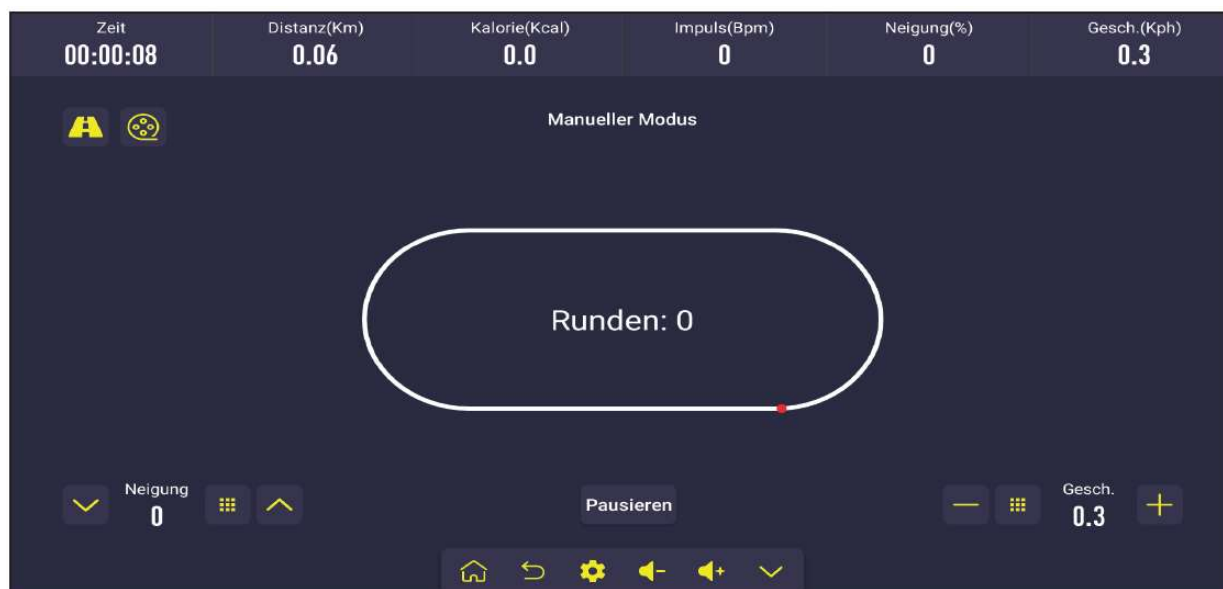 Zeit Distanz(Km) Kalorie(Kcal) Impuls(Bpm) Neigung(%) Gesch.(Kph)
00:00:08 0.06 0.0 0 0 0.3
Manueller Modus
Runden: 0
Neigung Gesch.
0 Pausieren 0.3